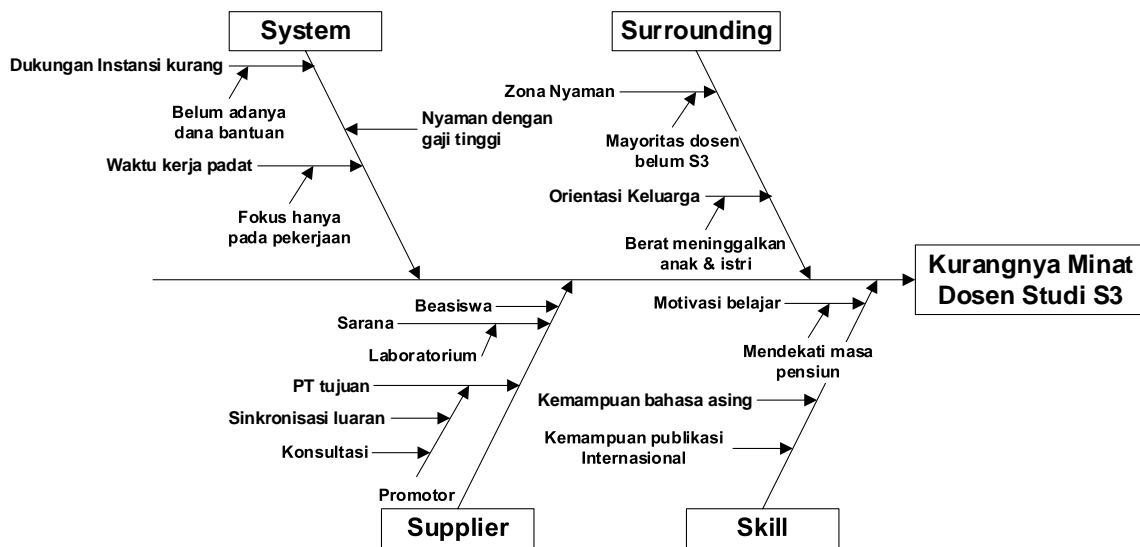 System
Surrounding
Dukungan Instansi kurang
Belum adanya
dana bantuan
Nyaman dengan
gaji tinggi
Waktu kerja padat
Fokus hanya
pada pekerjaan
Zona Nyaman
Mayoritas dosen
belum S3
Orientasi Keluarga
Berat meninggalkan
anak & istri
Kurangnya Minat
Dosen Studi S3
Beasiswa
Sarana
Laboratorium
PT tujuan
Sinkronisasi luaran
Konsultasi
Promotor
Supplier
Motivasi belajar
Mendekati masa
pensiun
Kemampuan bahasa asing
Kemampuan publikasi
Internasional
Skill